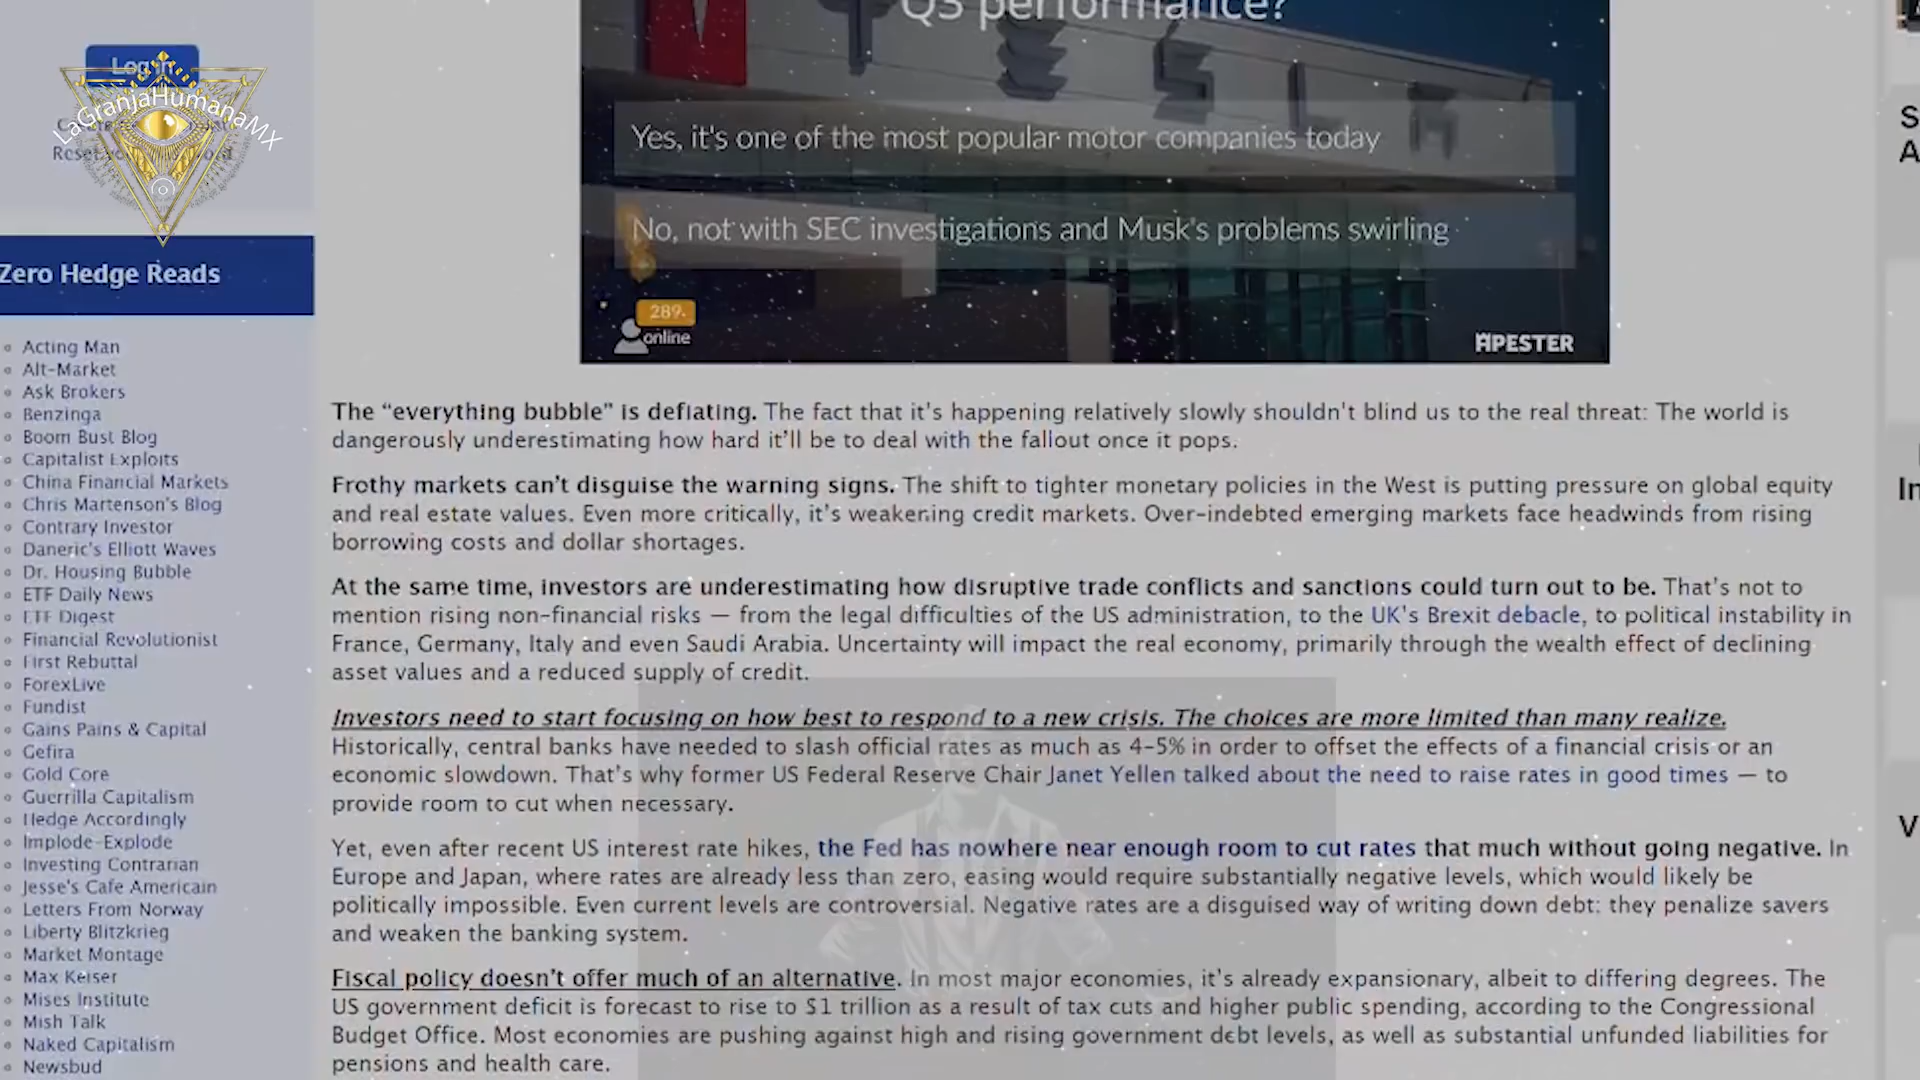 Q3 performance?
Log in
LaGranjaHumanaMX
Reset your password
TESLA
Yes, it's one of the most popular motor companies today
No, not with SEC investigations and Musk's problems swirling
289
online
APESTER
Zero Hedge Reads
Acting Man
Alt-Market
Ask Brokers
Benzinga
Boom Bust Blog
Capitalist Exploits
China Financial Markets
Chris Martenson's Blog
Contrary Investor
Daneric's Elliott Waves
Dr. Housing Bubble
ETF Daily News
ETF Digest
Financial Revolutionist
First Rebuttal
ForexLive
Fundist
Gains Pains & Capital
Gefira
Gold Core
Guerrilla Capitalism
Hedge Accordingly
Implode-Explode
Investing Contrarian
Jesse's Cafe Americain
Letters From Norway
Liberty Blitzkrieg
Market Montage
Max Keiser
Mises Institute
Mish Talk
Naked Capitalism
Newsbud
The “everything bubble” is deflating. The fact that it's happening relatively slowly shouldn't blind us to the real threat: The world is
dangerously underestimating how hard it’ll be to deal with the fallout once it pops.
Frothy markets can’t disguise the warning signs. The shift to tighter monetary policies in the West is putting pressure on global equity
and real estate values. Even more critically, it’s weakening credit markets. Over-indebted emerging markets face headwinds from rising
borrowing costs and dollar shortages.
At the same time, investors are underestimating how disruptive trade conflicts and sanctions could turn out to be. That’s not to
mention rising non-financial risks — from the legal difficulties of the US administration, to the UK's Brexit debacle, to political instability in
France, Germany, Italy and even Saudi Arabia. Uncertainty will impact the real economy, primarily through the wealth effect of declining
asset values and a reduced supply of credit.
Investors need to start focusing on how best to respond to a new crisis. The choices are more limited than many realize.
Historically, central banks have needed to slash official rates as much as 4-5% in order to offset the effects of a financial crisis or an
economic slowdown. That’s why former US Federal Reserve Chair Janet Yellen talked about the need to raise rates in good times — to
provide room to cut when necessary.
Yet, even after recent US interest rate hikes, the Fed has nowhere near enough room to cut rates that much without going negative. In
Europe and Japan, where rates are already less than zero, easing would require substantially negative levels, which would likely be
politically impossible. Even current levels are controversial. Negative rates are a disguised way of writing down debt: they penalize savers
and weaken the banking system.
Fiscal policy doesn’t offer much of an alternative. In most major economies, it’s already expansionary, albeit to differing degrees. The
US government deficit is forecast to rise to $1 trillion as a result of tax cuts and higher public spending, according to the Congressional
Budget Office. Most economies are pushing against high and rising government debt levels, as well as substantial unfunded liabilities for
pensions and health care.
S
A
In
V